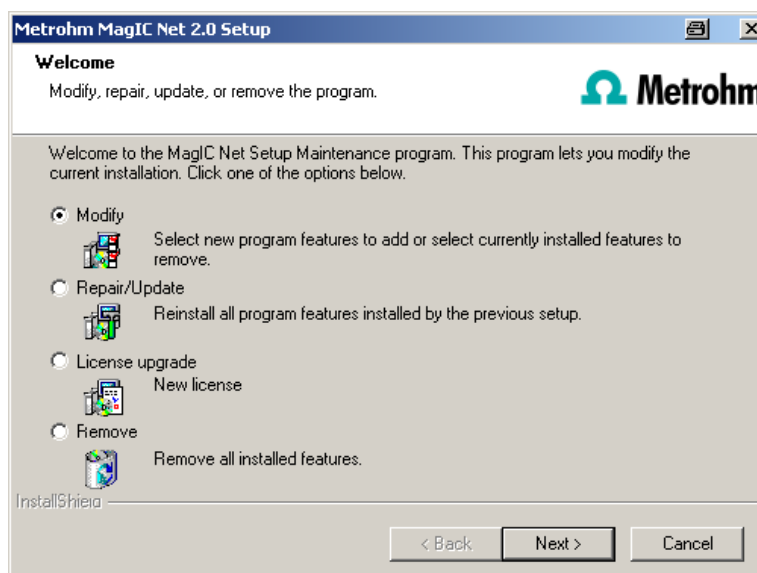 Metrohm MagIC Net 2.0 Setup
Welcome
Modify, repair, update, or remove the program.
Metrohm
Welcome to the MagIC Net Setup Maintenance program. This program lets you modify the
current installation. Click one of the options below.
Modify
Select new program features to add or select currently installed features to
remove.
Repair/Update
Reinstall all program features installed by the previous setup.
License upgrade
New license
Remove
Remove all installed features.
InstallShield
< Back
Next >
Cancel